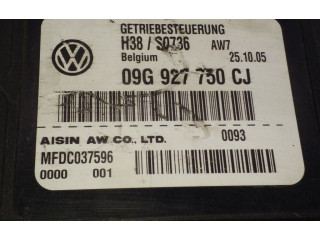 GETRIEBESTEUERUNG
H38 / S0736 AW7
Belgium 25.10.05
09G 927 750 CJ
AISIN AW CO., LTD. 0093
MFDC037596
0000 001